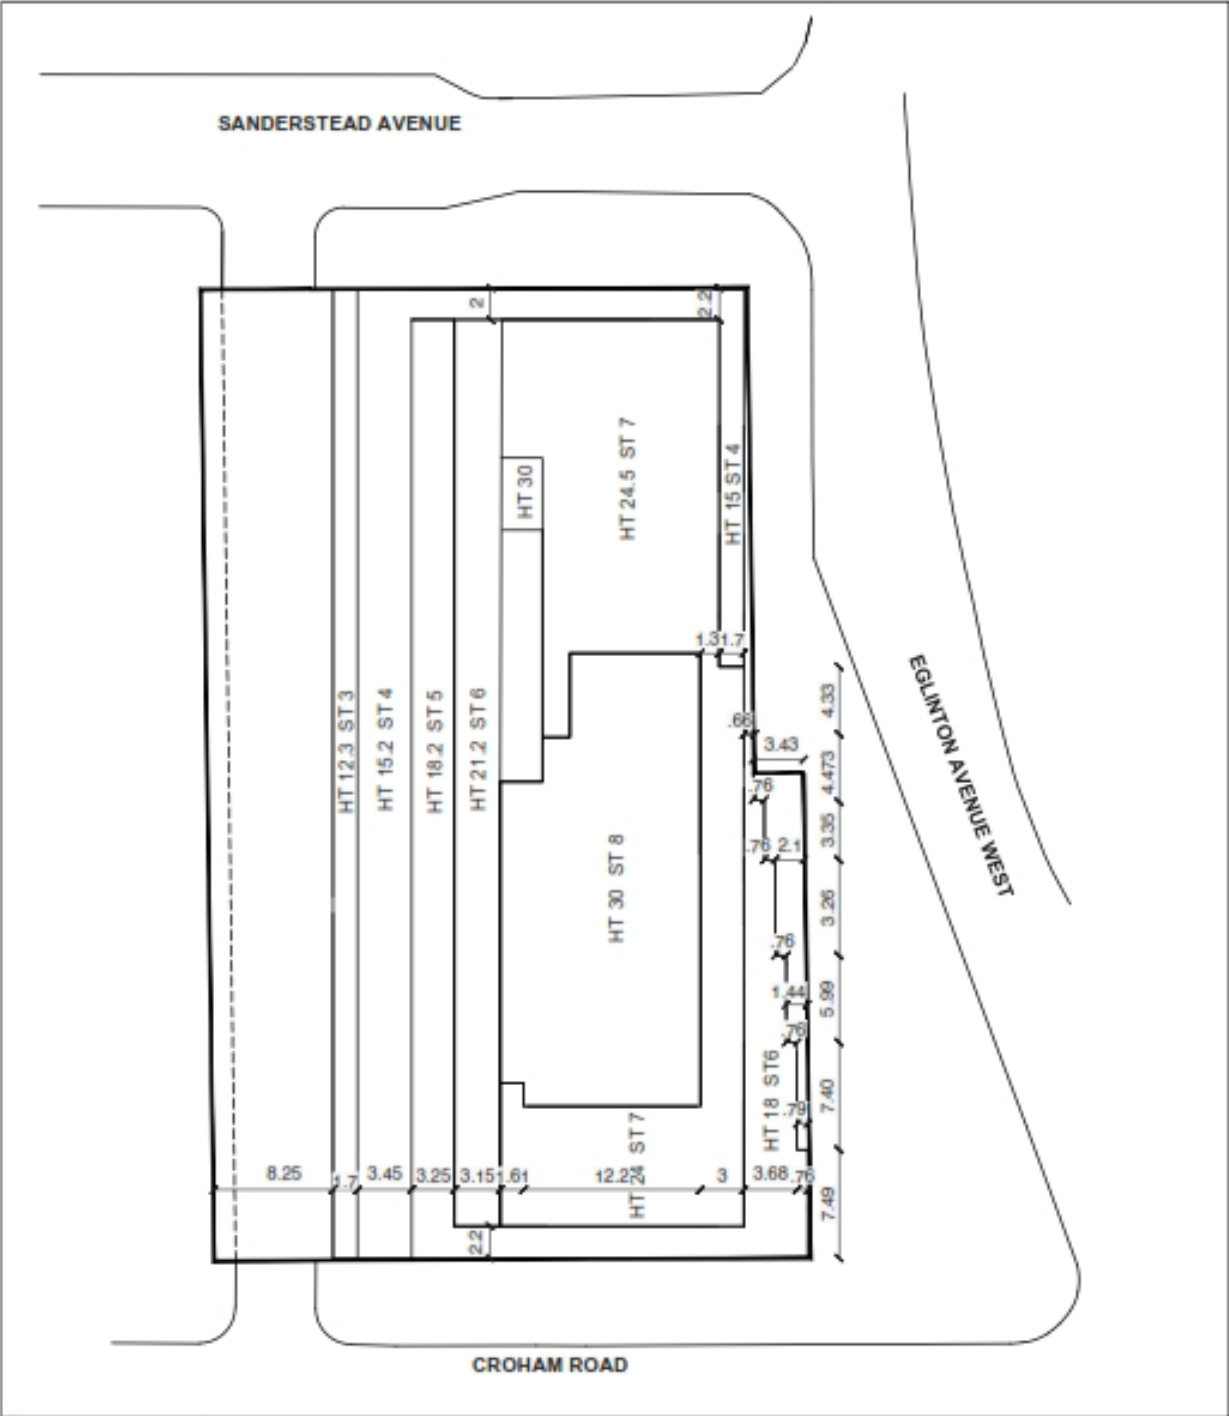 SANDERSTEAD AVENUE
2
2.2
HT 30
HT 24.5 ST 7
HT 15 ST 4
1.3
1.7
EGLINTON AVENUE WEST
4.33
.66
3.43
HT 12.3 ST 3
HT 15.2 ST 4
HT 18.2 ST 5
HT 21.2 ST 6
4.473
.76
3.35
.76
2.1
HT 30 ST 8
3.26
.76
1.44
5.99
.76
HT 18 ST6
7.40
.79
HT 24 ST 7
8.25
1.7
3.45
3.25
3.15
1.61
12.2
3
3.68
.76
7.49
2.2
CROHAM ROAD